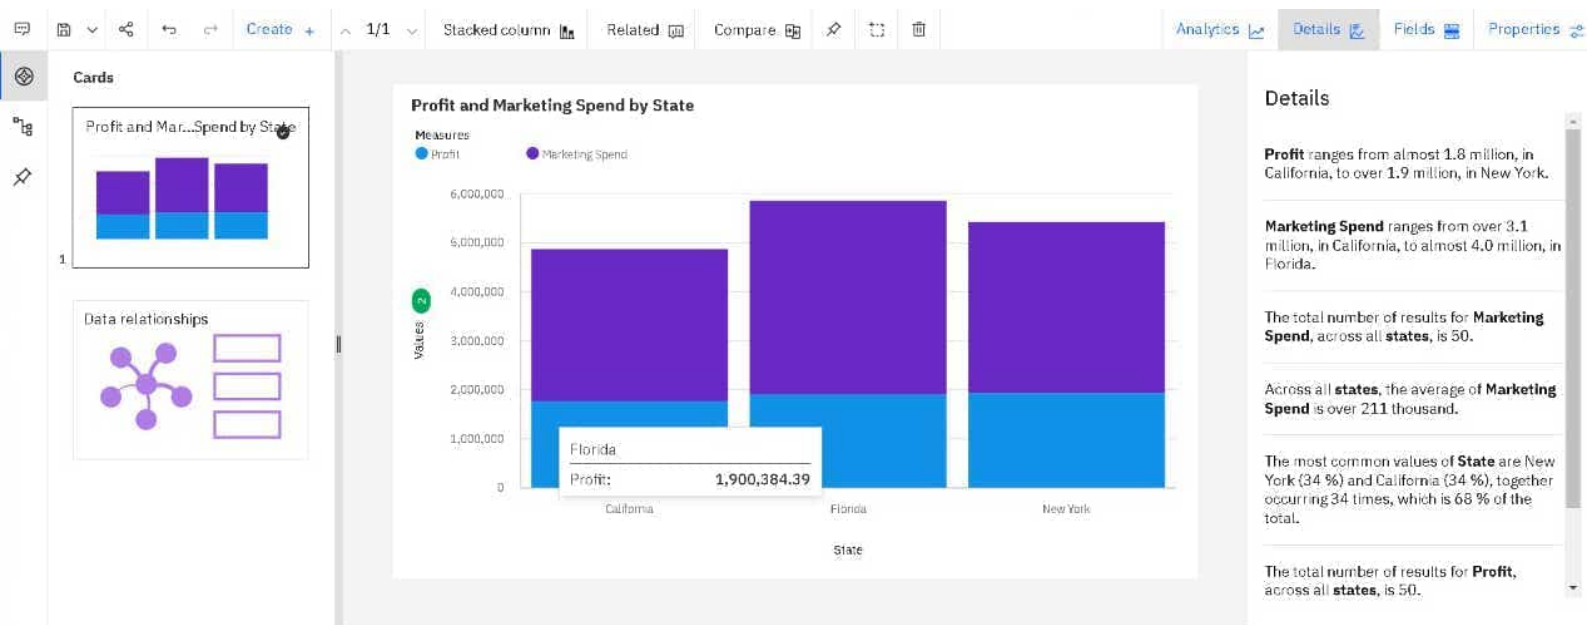 Create +
1/1
Stacked column
Related
Compare
Analytics
Details
Fields
Properties
Cards
Profit and Mar...Spend by State
1
Data relationships
Profit and Marketing Spend by State
Measures
Profit
Marketing Spend
6,000,000
5,000,000
4,000,000
3,000,000
2,000,000
1,000,000
0
Values
2
Florida
Profit: 1,900,384.39
California
Florida
New York
State
Details
Profit ranges from almost 1.8 million, in
California, to over 1.9 million, in New York.
Marketing Spend ranges from over 3.1
million, in California, to almost 4.0 million, in
Florida.
The total number of results for Marketing
Spend, across all states, is 50.
Across all states, the average of Marketing
Spend is over 211 thousand.
The most common values of State are New
York (34 %) and California (34 %), together
occurring 34 times, which is 68 % of the
total.
The total number of results for Profit,
across all states, is 50.